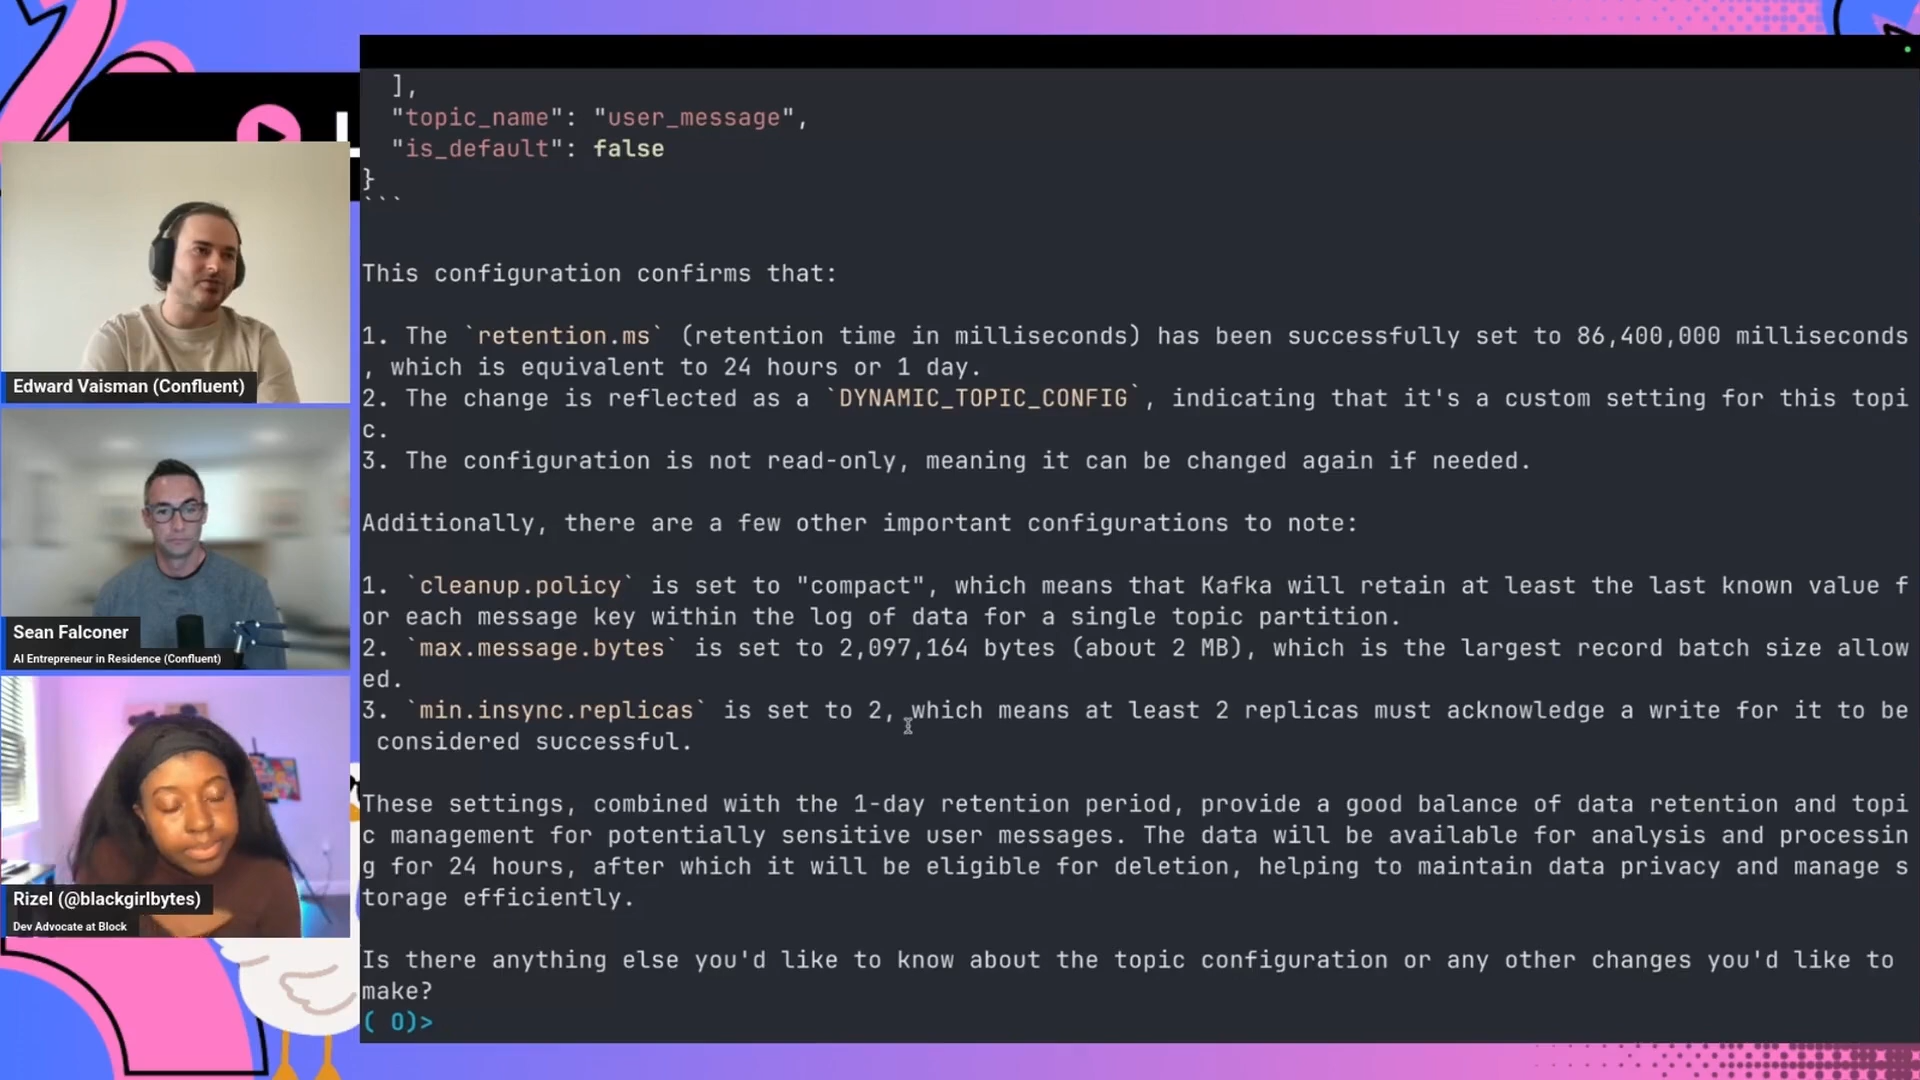 ],
"topic_name": "user_message",
"is_default": false
}
```
This configuration confirms that:
1. The `retention.ms` (retention time in milliseconds) has been successfully set to 86,400,000 milliseconds
, which is equivalent to 24 hours or 1 day.
2. The change is reflected as a `DYNAMIC_TOPIC_CONFIG`, indicating that it's a custom setting for this topi
c.
3. The configuration is not read-only, meaning it can be changed again if needed.
Additionally, there are a few other important configurations to note:
1. `cleanup.policy` is set to "compact", which means that Kafka will retain at least the last known value f
or each message key within the log of data for a single topic partition.
2. `max.message.bytes` is set to 2,097,164 bytes (about 2 MB), which is the largest record batch size allow
ed.
3. `min.insync.replicas` is set to 2, which means at least 2 replicas must acknowledge a write for it to be
considered successful.
These settings, combined with the 1-day retention period, provide a good balance of data retention and topi
c management for potentially sensitive user messages. The data will be available for analysis and processin
g for 24 hours, after which it will be eligible for deletion, helping to maintain data privacy and manage s
torage efficiently.
Is there anything else you'd like to know about the topic configuration or any other changes you'd like to
make?
( O)>
Edward Vaisman (Confluent)
Sean Falconer
AI Entrepreneur in Residence (Confluent)
Rizel (@blackgirlbytes)
Dev Advocate at Block